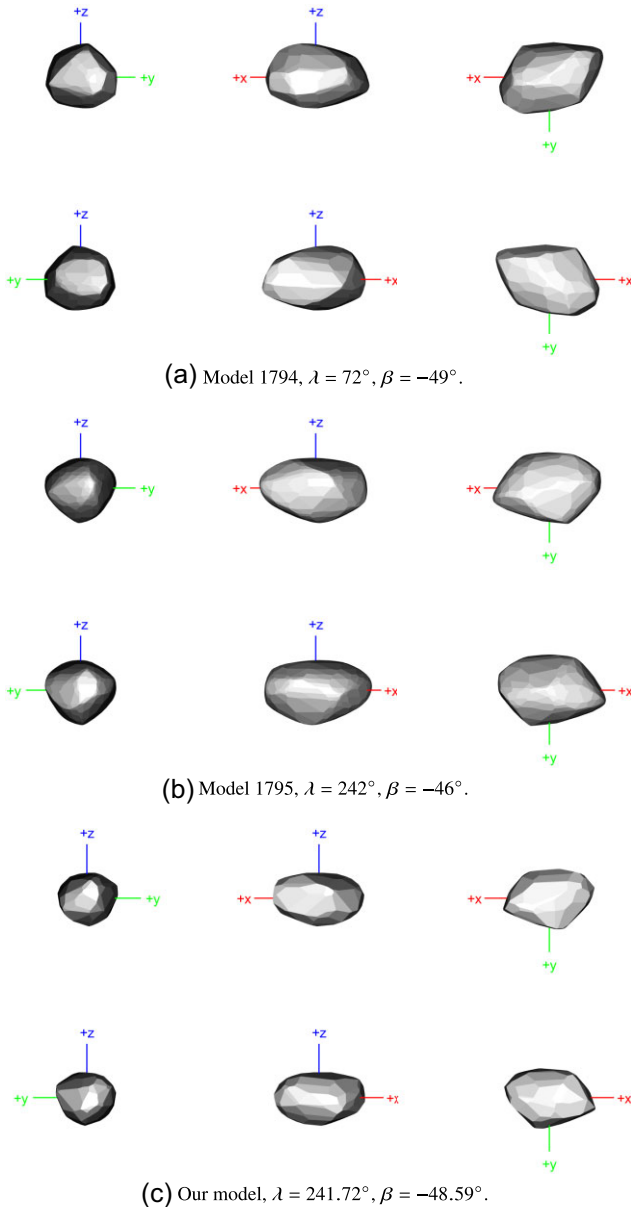 +z +z
+y +x +x
+y
+z +z
+y +x +x
+y
(a) Model 1794, λ = 72°, β = −49°.
+z +z
+y +x +x
+y
+z +z
+y +x +x
+y
(b) Model 1795, λ = 242°, β = −46°.
+z +z
+y +x +x
+y
+z +z
+y +x +x
+y
(c) Our model, λ = 241.72°, β = −48.59°.